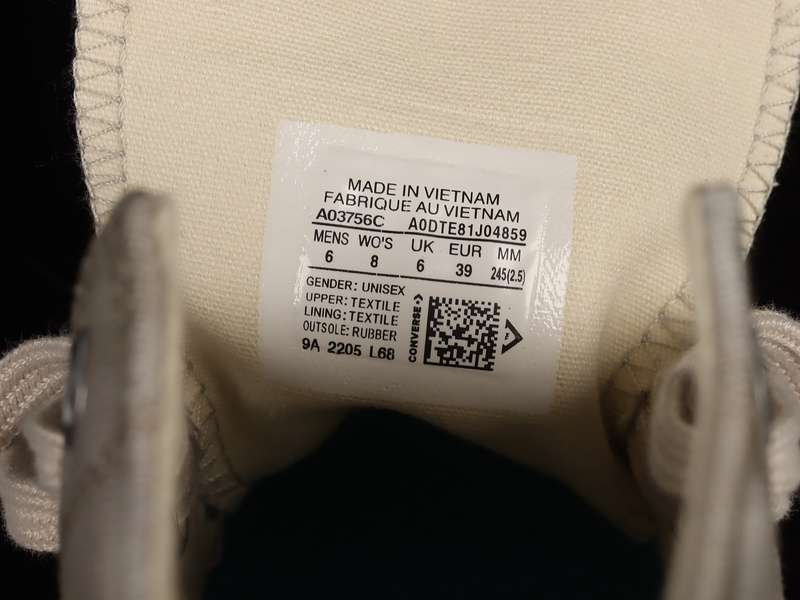 MADE IN VIETNAM
FABRIQUE AU VIETNAM
A03756C A0DTE81J04859
MENS WO'S UK EUR MM
6 8 6 39 245(2.5)
GENDER: UNISEX
UPPER: TEXTILE
LINING: TEXTILE
OUTSOLE: RUBBER
9A 2205 L68
CONVERSE